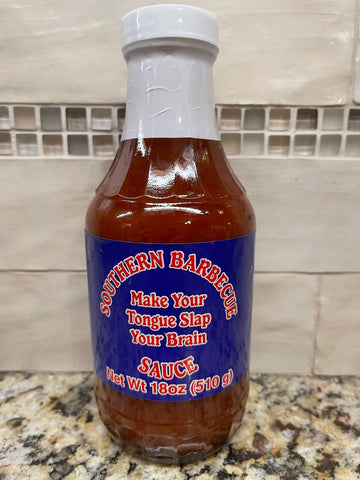 SOUTHERN BARBECUE
Make Your
Tongue Slap
Your Brain
SAUCE
Net Wt 18oz (510 g)